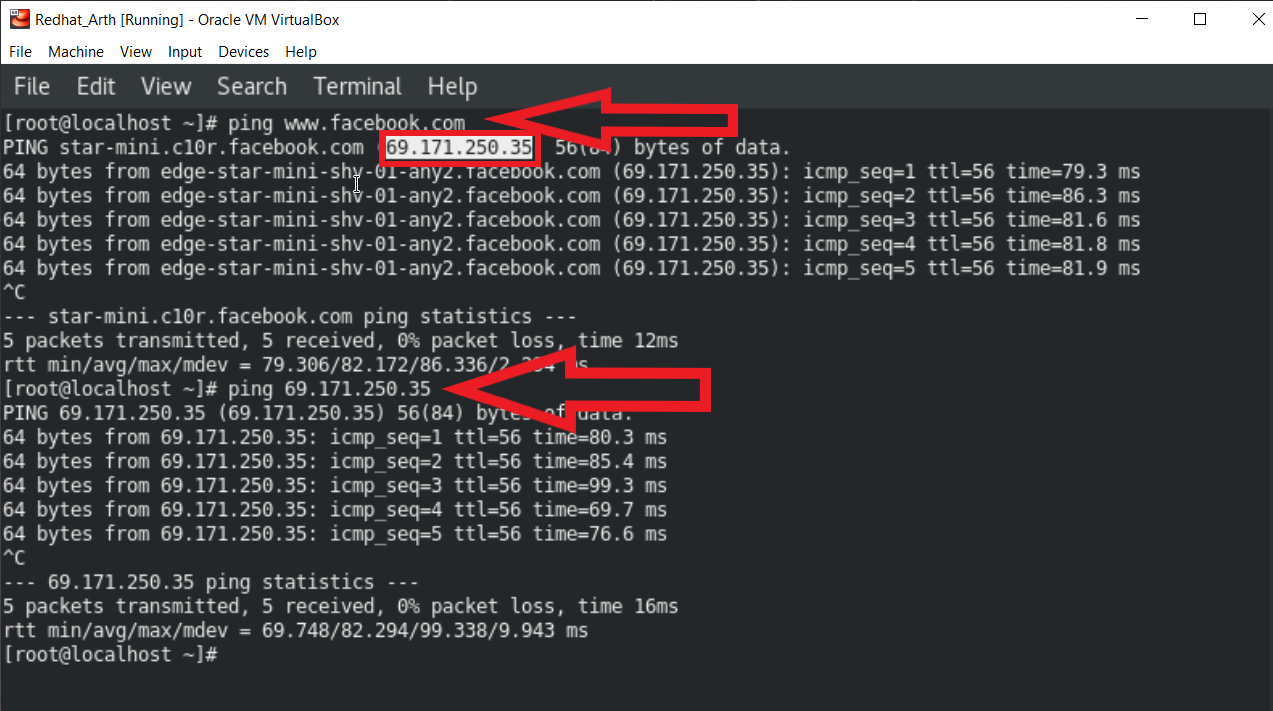 Redhat_Arth [Running] - Oracle VM VirtualBox
File Machine View Input Devices Help
File Edit View Search Terminal Help
[root@localhost ~]# ping www.facebook.com
PING star-mini.c10r.facebook.com (69.171.250.35) 56(84) bytes of data.
64 bytes from edge-star-mini-shv-01-any2.facebook.com (69.171.250.35): icmp_seq=1 ttl=56 time=79.3 ms
64 bytes from edge-star-mini-shv-01-any2.facebook.com (69.171.250.35): icmp_seq=2 ttl=56 time=86.3 ms
64 bytes from edge-star-mini-shv-01-any2.facebook.com (69.171.250.35): icmp_seq=3 ttl=56 time=81.6 ms
64 bytes from edge-star-mini-shv-01-any2.facebook.com (69.171.250.35): icmp_seq=4 ttl=56 time=81.8 ms
64 bytes from edge-star-mini-shv-01-any2.facebook.com (69.171.250.35): icmp_seq=5 ttl=56 time=81.9 ms
^C
--- star-mini.c10r.facebook.com ping statistics ---
5 packets transmitted, 5 received, 0% packet loss, time 12ms
rtt min/avg/max/mdev = ms
[root@localhost ~]# ping 69.171.250.35
PING 69.171.250.35 (69.171.250.35) 56(84) bytes of data.
64 bytes from 69.171.250.35: icmp_seq=1 ttl=56 time=80.3 ms
64 bytes from 69.171.250.35: icmp_seq=2 ttl=56 time=85.4 ms
64 bytes from 69.171.250.35: icmp_seq=3 ttl=56 time=99.3 ms
64 bytes from 69.171.250.35: icmp_seq=4 ttl=56 time=69.7 ms
64 bytes from 69.171.250.35: icmp_seq=5 ttl=56 time=76.6 ms
^C
--- 69.171.250.35 ping statistics ---
5 packets transmitted, 5 received, 0% packet loss, time 16ms
rtt min/avg/max/mdev = 69.748/82.294/99.338/9.943 ms
[root@localhost ~]#